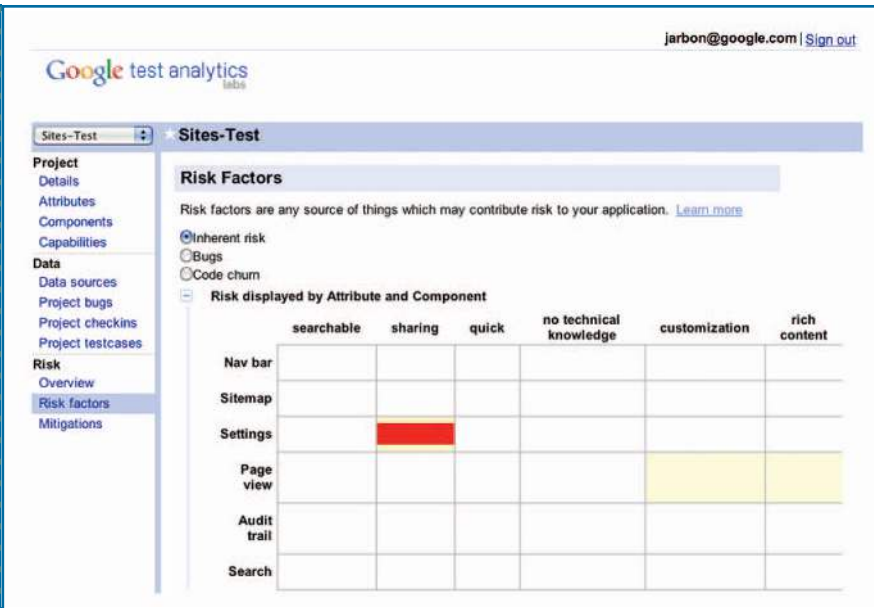 jarbon@google.com | Sign out
Google test analytics
labs
Sites-Test
Sites-Test
Project
Details
Attributes
Components
Capabilities
Data
Data sources
Project bugs
Project checkins
Project testcases
Risk
Overview
Risk factors
Mitigations
Risk Factors
Risk factors are any source of things which may contribute risk to your application. Learn more
Inherent risk
Bugs
Code churn
Risk displayed by Attribute and Component
searchable sharing quick no technical knowledge customization rich content
Nav bar
Sitemap
Settings
Page
view
Audit
trail
Search